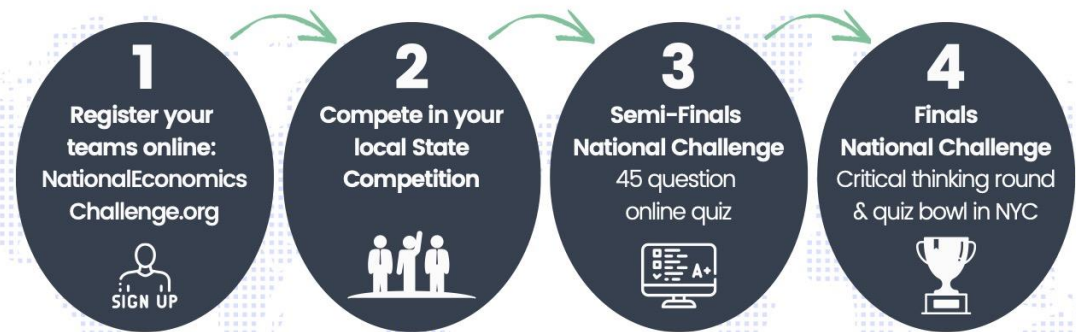 1
Register your
teams online:
NationalEconomics
Challenge.org
SIGN UP
2
Compete in your
local State
Competition
3
Semi-Finals
National Challenge
45 question
online quiz
A+
4
Finals
National Challenge
Critical thinking round
& quiz bowl in NYC